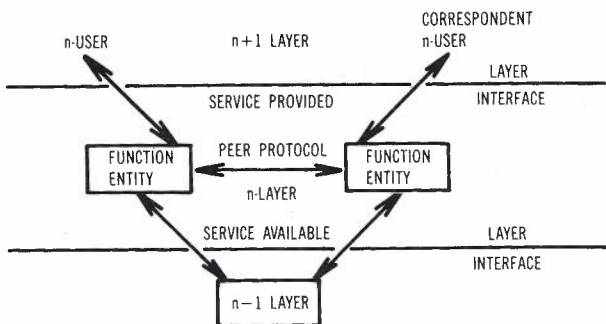 CORRESPONDENT
n-USER
n+1 LAYER
n-USER
LAYER
SERVICE PROVIDED
INTERFACE
FUNCTION
ENTITY
PEER PROTOCOL
n-LAYER
FUNCTION
ENTITY
SERVICE AVAILABLE
LAYER
INTERFACE
n−1 LAYER